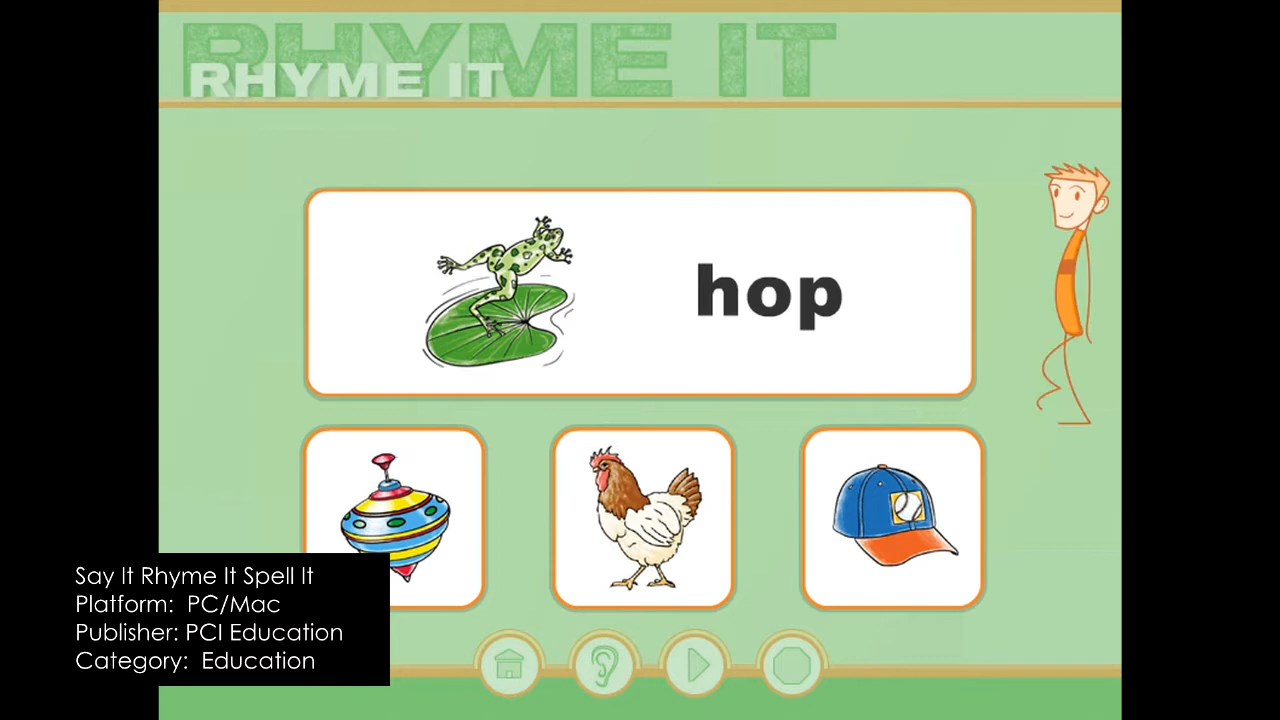 RHYME IT
RHYME IT
hop
Say It Rhyme It Spell It
Platform: PC/Mac
Publisher: PCI Education
Category: Education